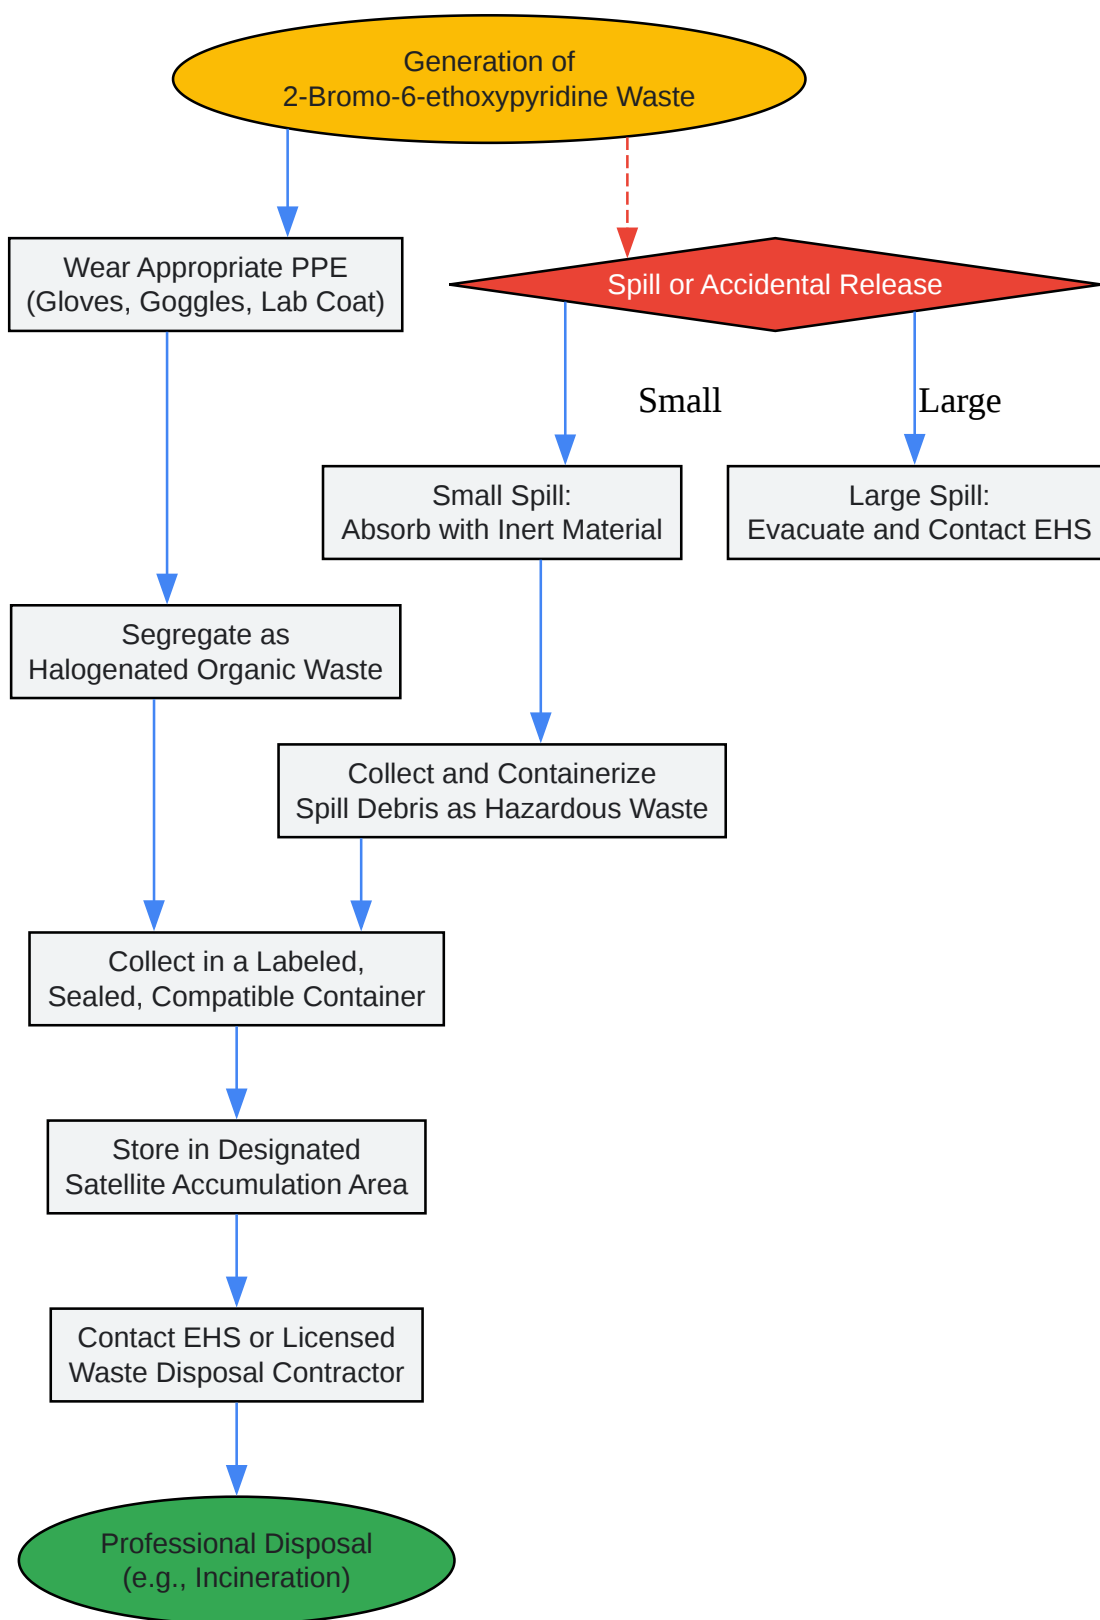 Generation of
2-Bromo-6-ethoxypyridine Waste
Wear Appropriate PPE
(Gloves, Goggles, Lab Coat)
Spill or Accidental Release
Small
Large
Small Spill:
Absorb with Inert Material
Large Spill:
Evacuate and Contact EHS
Segregate as
Halogenated Organic Waste
Collect and Containerize
Spill Debris as Hazardous Waste
Collect in a Labeled,
Sealed, Compatible Container
Store in Designated
Satellite Accumulation Area
Contact EHS or Licensed
Waste Disposal Contractor
Professional Disposal
(e.g., Incineration)